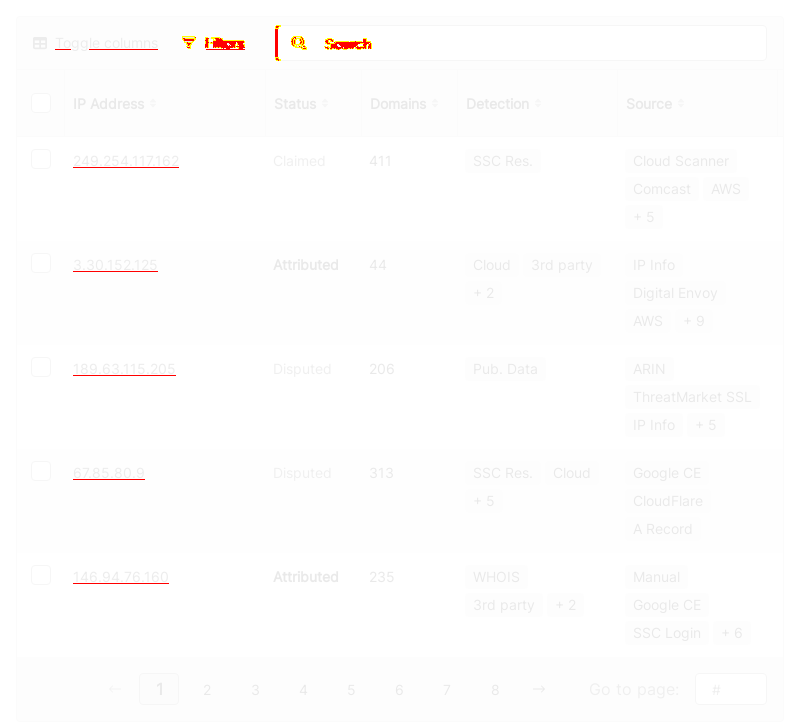 Toggle columns Filters Search
IP Address Status Domains Detection Source
249.254.117.162 Claimed 411 SSC Res. Cloud Scanner
Comcast AWS
+ 5
3.30.152.125 Attributed 44 Cloud 3rd party IP Info
+ 2 Digital Envoy
AWS + 9
189.63.115.205 Disputed 206 Pub. Data ARIN
ThreatMarket SSL
IP Info + 5
67.85.80.9 Disputed 313 SSC Res. Cloud Google CE
+ 5 CloudFlare
A Record
146.94.76.160 Attributed 235 WHOIS Manual
3rd party + 2 Google CE
SSC Login + 6
← 1 2 3 4 5 6 7 8 → Go to page: #